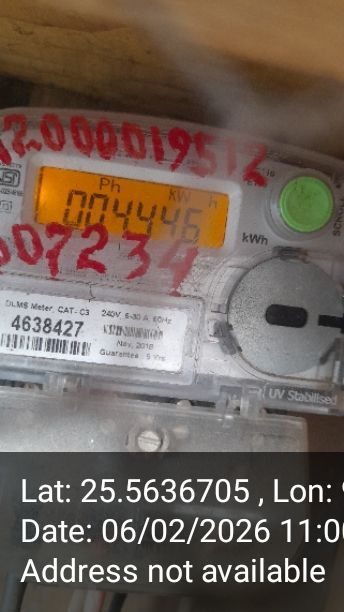 12000019512
Ph kW h
004446
kWh
007234
DLMS Meter, CAT- C3
240V, 5-30 A, 50Hz
4638427
Nov, 2018
Guarantee 5 Yrs
UV Stabilised
Lat: 25.5636705 , Lon:
Date: 06/02/2026 11:00
Address not available